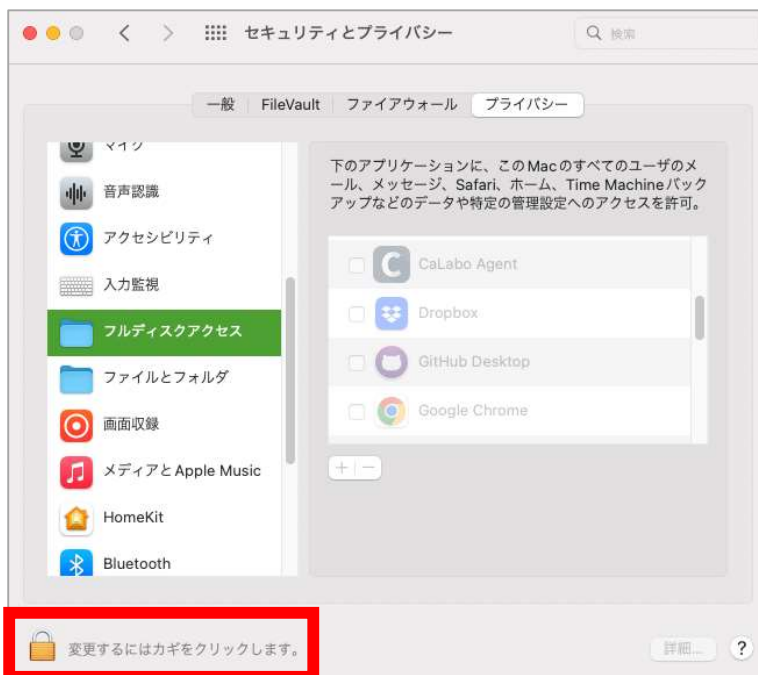 セキュリティとプライバシー
検索
一般
FileVault
ファイアウォール
プライバシー
マイク
音声認識
アクセシビリティ
入力監視
フルディスクアクセス
ファイルとフォルダ
画面収録
メディアとApple Music
HomeKit
Bluetooth
下のアプリケーションに、このMacのすべてのユーザのメ
ール、メッセージ、Safari、ホーム、Time Machineバック
アップなどのデータや特定の管理設定へのアクセスを許可。
CaLabo Agent
Dropbox
GitHub Desktop
Google Chrome
変更するにはカギをクリックします。
詳細...
?